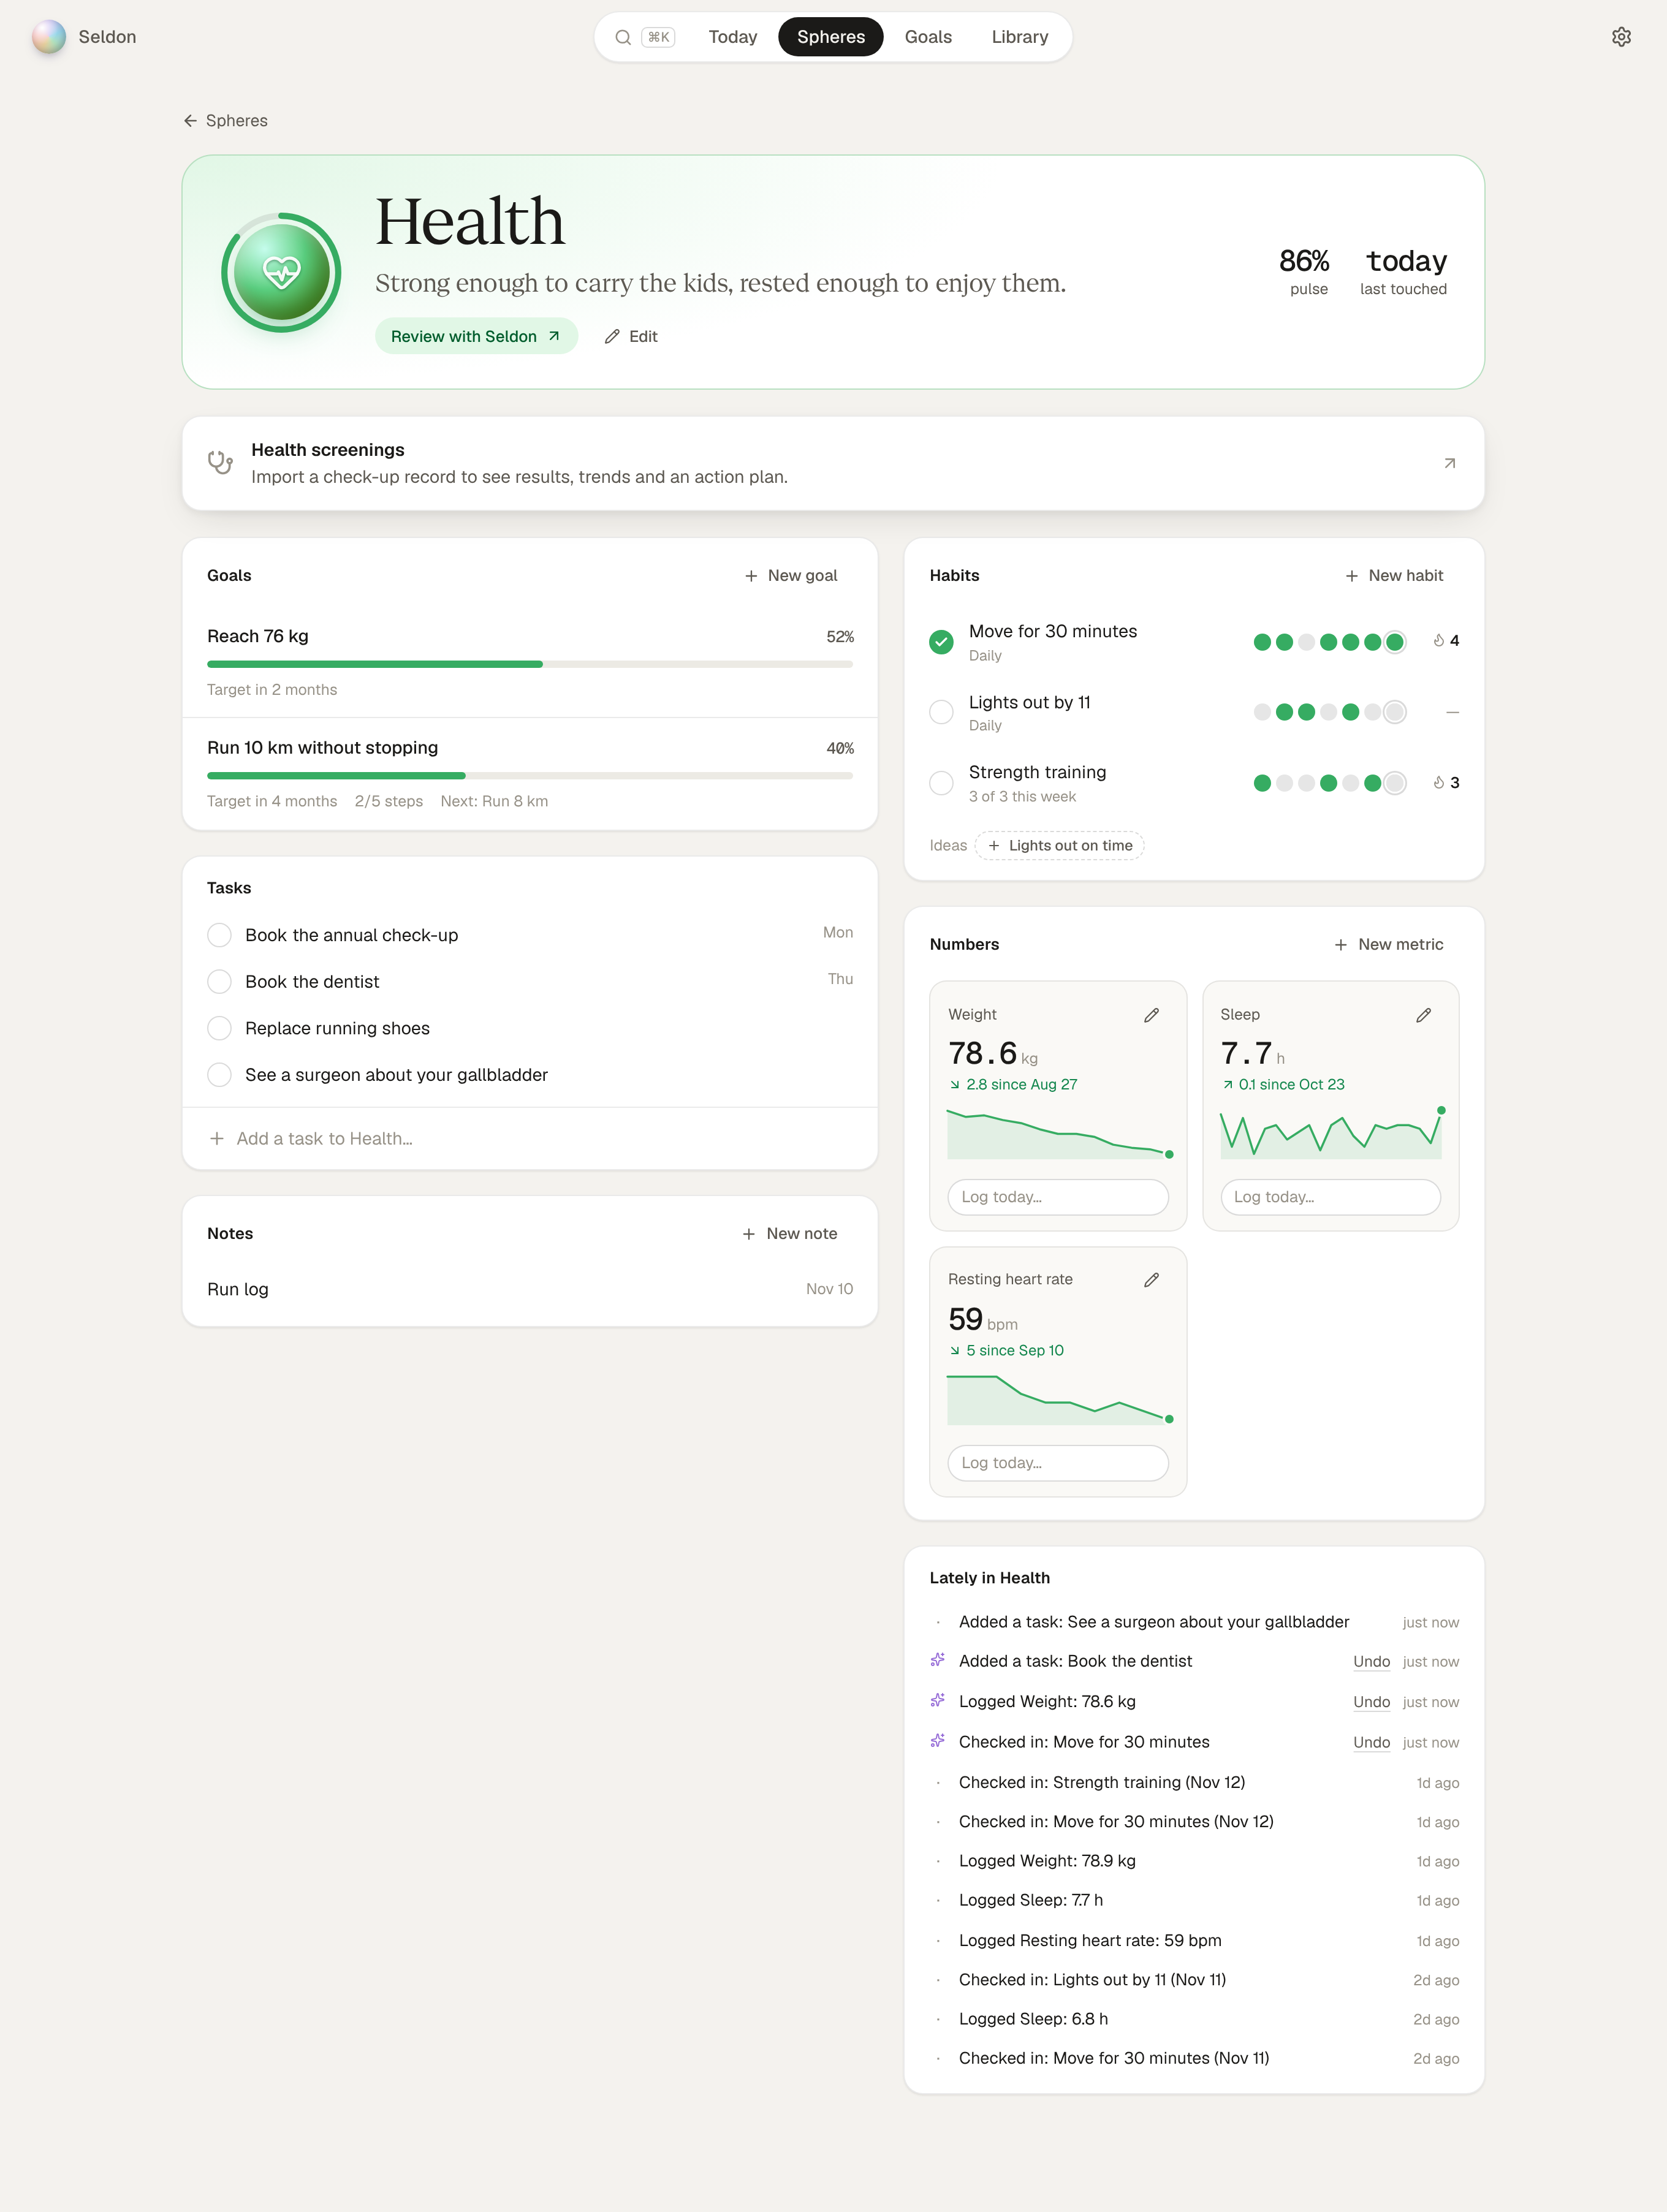 Seldon
⌘K
Today
Spheres
Goals
Library
Spheres
Health
Strong enough to carry the kids, rested enough to enjoy them.
Review with Seldon
Edit
86%
pulse
today
last touched
Health screenings
Import a check-up record to see results, trends and an action plan.
Goals
New goal
Reach 76 kg
52%
Target in 2 months
Run 10 km without stopping
40%
Target in 4 months 2/5 steps Next: Run 8 km
Tasks
Book the annual check-up
Mon
Book the dentist
Thu
Replace running shoes
See a surgeon about your gallbladder
Add a task to Health…
Notes
New note
Run log
Nov 10
Habits
New habit
Move for 30 minutes
Daily
4
Lights out by 11
Daily
—
Strength training
3 of 3 this week
3
Ideas
Lights out on time
Numbers
New metric
Weight
78.6 kg
2.8 since Aug 27
Log today…
Sleep
7.7 h
0.1 since Oct 23
Log today…
Resting heart rate
59 bpm
5 since Sep 10
Log today…
Lately in Health
Added a task: See a surgeon about your gallbladder just now
Added a task: Book the dentist Undo just now
Logged Weight: 78.6 kg Undo just now
Checked in: Move for 30 minutes Undo just now
Checked in: Strength training (Nov 12) 1d ago
Checked in: Move for 30 minutes (Nov 12) 1d ago
Logged Weight: 78.9 kg 1d ago
Logged Sleep: 7.7 h 1d ago
Logged Resting heart rate: 59 bpm 1d ago
Checked in: Lights out by 11 (Nov 11) 2d ago
Logged Sleep: 6.8 h 2d ago
Checked in: Move for 30 minutes (Nov 11) 2d ago